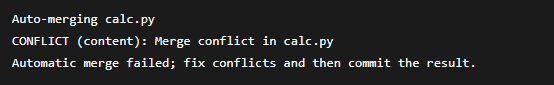 Auto-merging calc.py
CONFLICT (content): Merge conflict in calc.py
Automatic merge failed; fix conflicts and then commit the result.